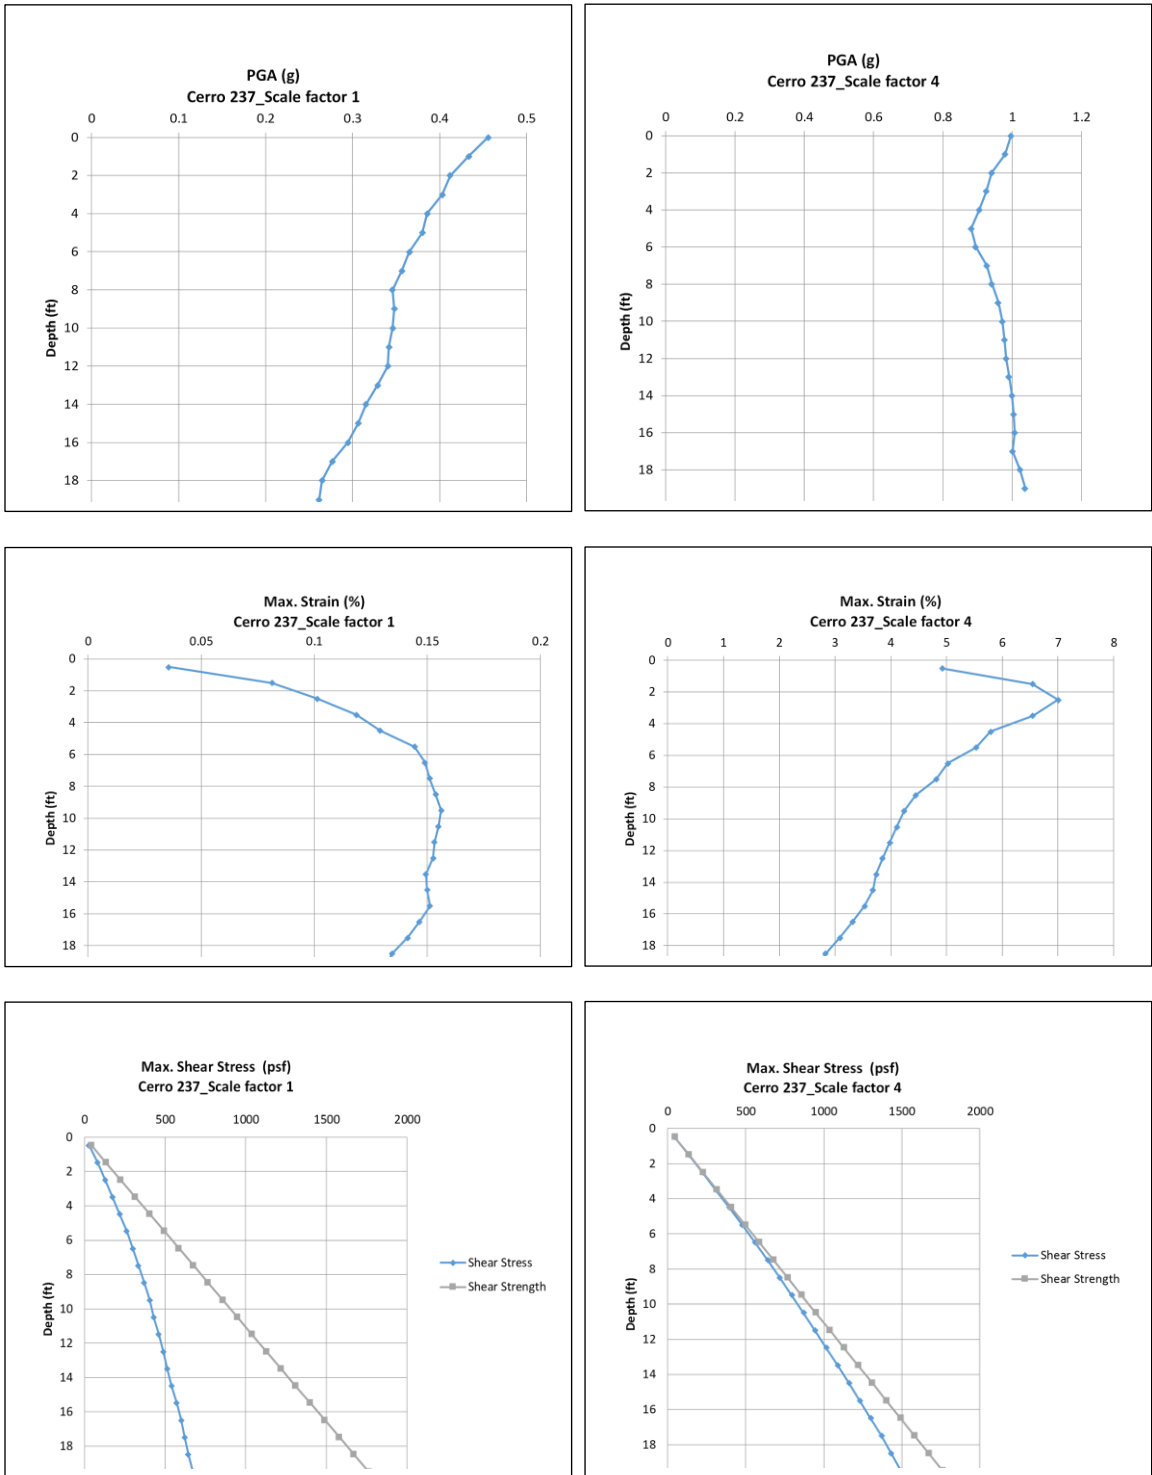 PGA (g)
Cerro 237_Scale factor 1
0 0.1 0.2 0.3 0.4 0.5
0
2
4
6
8
10
12
14
16
18
Depth (ft)
PGA (g)
Cerro 237_Scale factor 4
0 0.2 0.4 0.6 0.8 1 1.2
0
2
4
6
8
10
12
14
16
18
Depth (ft)
Max. Strain (%)
Cerro 237_Scale factor 1
0 0.05 0.1 0.15 0.2
0
2
4
6
8
10
12
14
16
18
Depth (ft)
Max. Strain (%)
Cerro 237_Scale factor 4
0 1 2 3 4 5 6 7 8
0
2
4
6
8
10
12
14
16
18
Depth (ft)
Max. Shear Stress (psf)
Cerro 237_Scale factor 1
0 500 1000 1500 2000
0
2
4
6
8
10
12
14
16
18
Depth (ft)
Shear Stress
Shear Strength
Max. Shear Stress (psf)
Cerro 237_Scale factor 4
0 500 1000 1500 2000
0
2
4
6
8
10
12
14
16
18
Depth (ft)
Shear Stress
Shear Strength